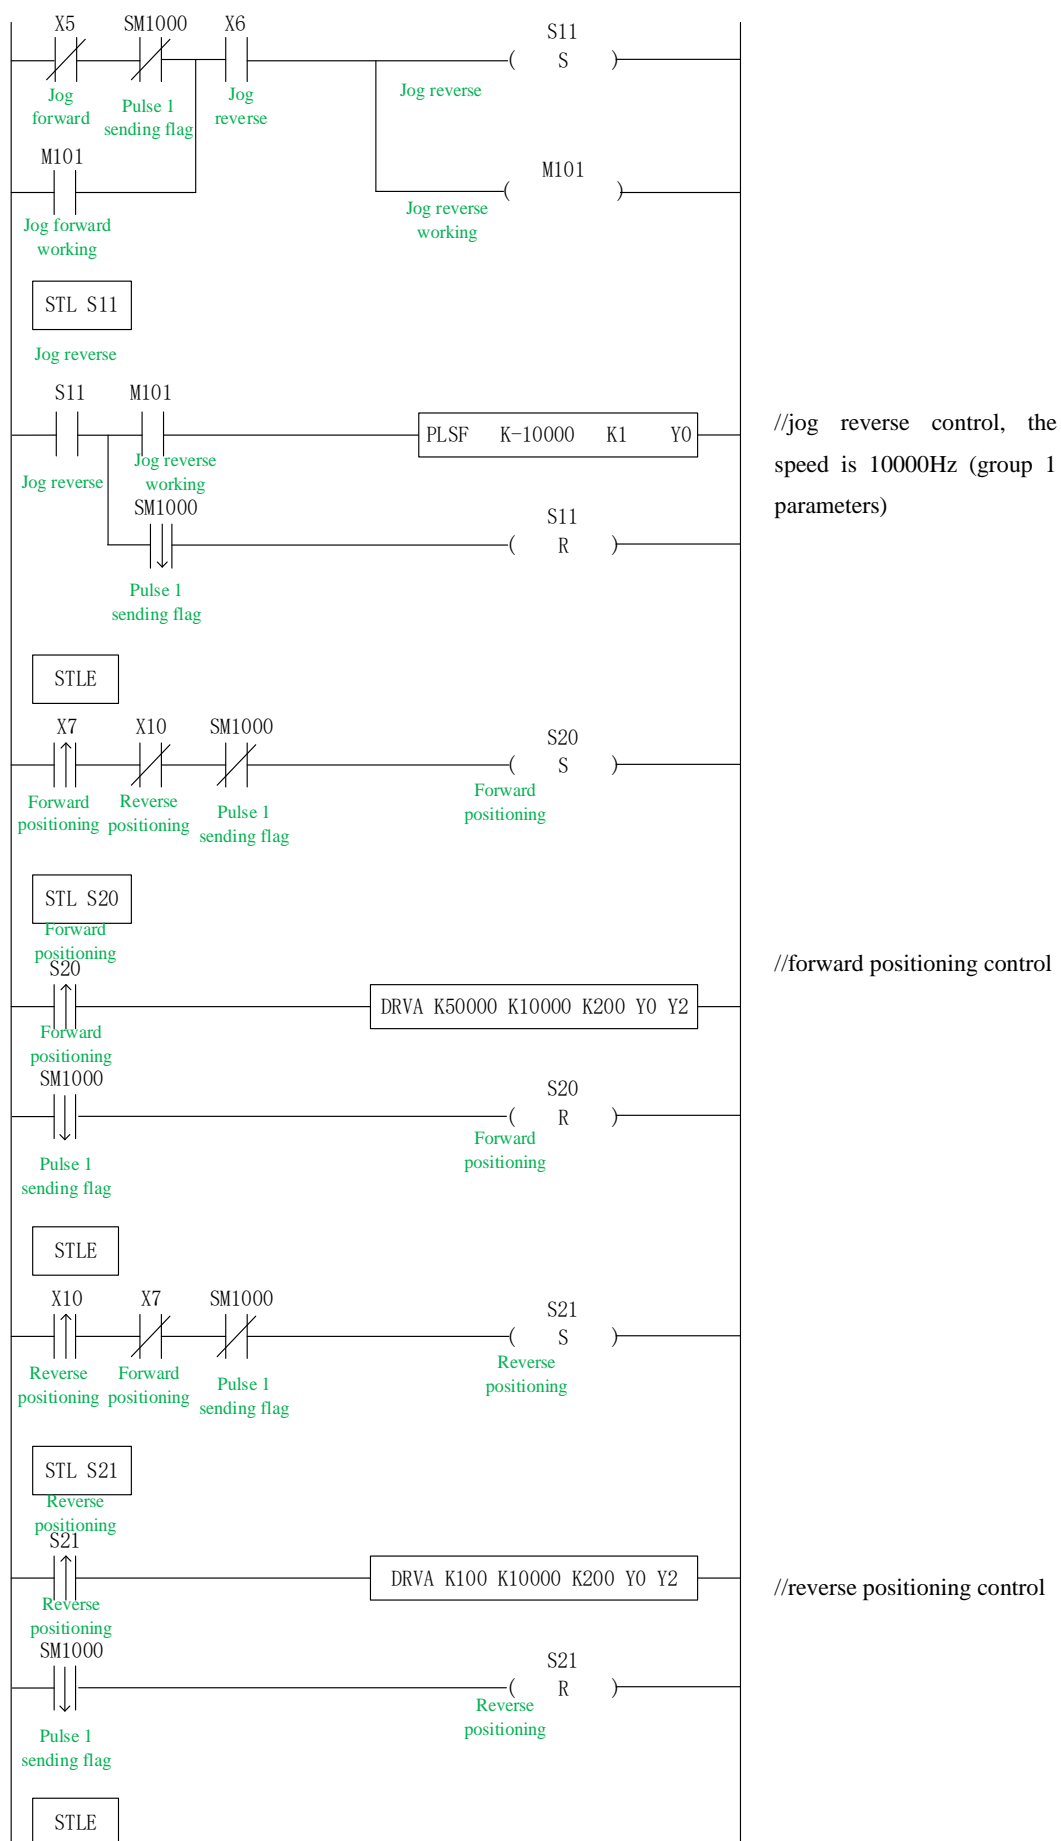 X5 SM1000 X6 S11
( S )
Jog forward
Pulse 1 sending flag
Jog reverse
Jog reverse
M101 M101
( )
Jog forward working
Jog reverse working
STL S11
Jog reverse
S11 M101
PLSF K-10000 K1 Y0
//jog reverse control, the
speed is 10000Hz (group 1
parameters)
Jog reverse
Jog reverse working
SM1000 S11
( R )
Pulse 1
sending flag
STLE
X7 X10 SM1000 S20
( S )
Forward positioning
Reverse positioning
Pulse 1 sending flag
Forward positioning
STL S20
Forward
positioning
S20
//forward positioning control
DRVA K50000 K10000 K200 Y0 Y2
Forward
positioning
SM1000 S20
( R )
Forward positioning
Pulse 1
sending flag
STLE
X10 X7 SM1000 S21
( S )
Reverse positioning
Forward positioning
Pulse 1 sending flag
Reverse positioning
STL S21
Reverse
positioning
S21
DRVA K100 K10000 K200 Y0 Y2
//reverse positioning control
Reverse
positioning
SM1000 S21
( R )
Reverse positioning
Pulse 1
sending flag
STLE